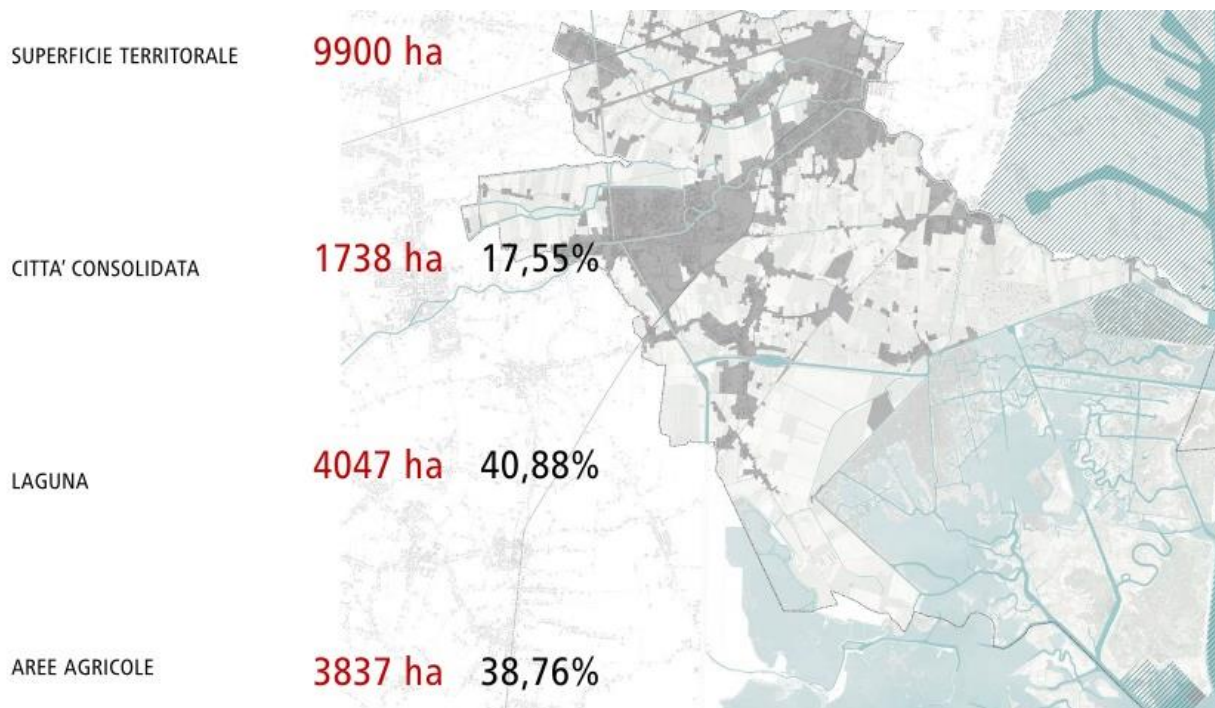 SUPERFICIE TERRITORALE 9900 ha
CITTA' CONSOLIDATA 1738 ha 17,55%
LAGUNA 4047 ha 40,88%
AREE AGRICOLE 3837 ha 38,76%